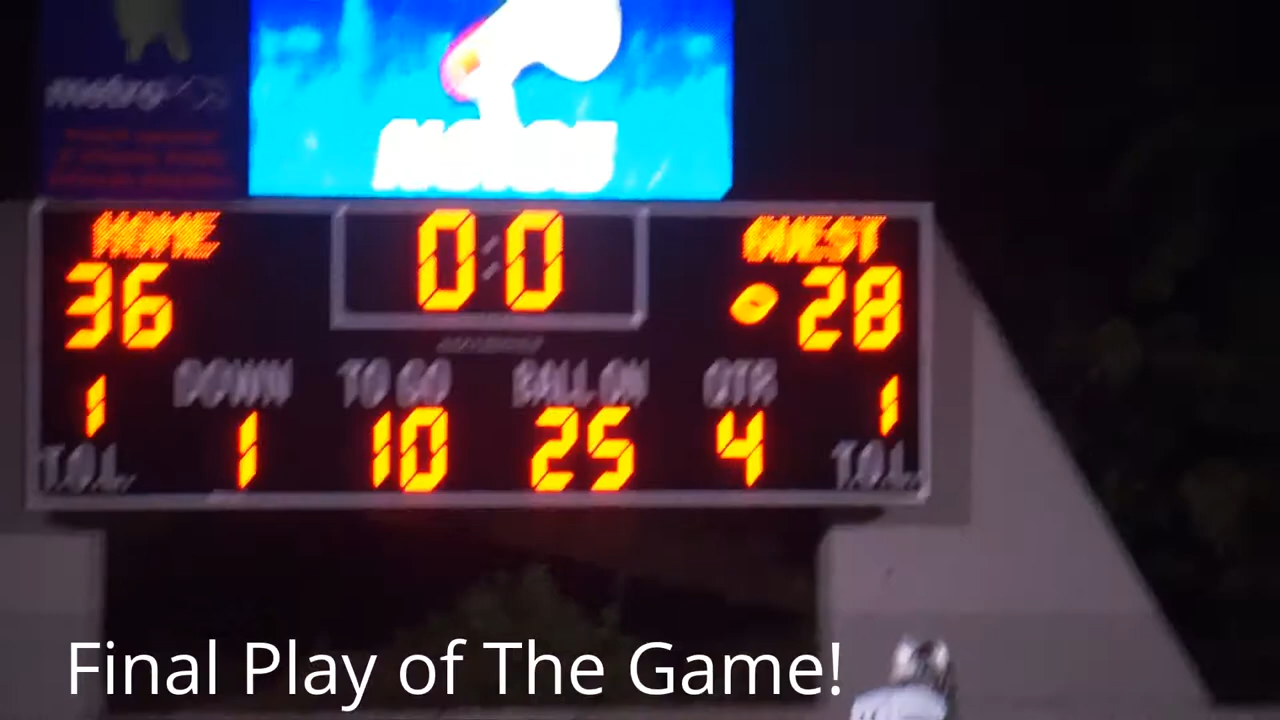 metroPCS
HOME
0:0
GUEST
36
28
DOWN
TO GO
BALL ON
QTR
1
1
10
25
4
1
T.O.L.
T.O.L.
Final Play of The Game!